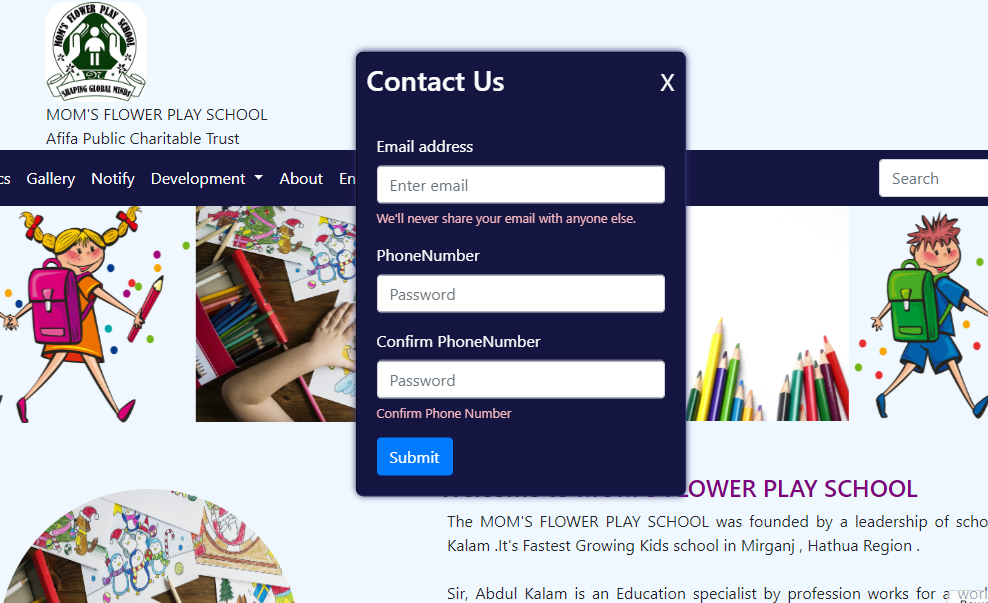 MOM'S FLOWER PLAY SCHOOL
SHAPING GLOBAL MINDS
MOM'S FLOWER PLAY SCHOOL
Afifa Public Charitable Trust
cs Gallery Notify Development About En
Search
Contact Us
X
Email address
Enter email
We'll never share your email with anyone else.
PhoneNumber
Password
Confirm PhoneNumber
Password
Confirm Phone Number
Submit
FLOWER PLAY SCHOOL
The MOM'S FLOWER PLAY SCHOOL was founded by a leadership of scho
Kalam .It's Fastest Growing Kids school in Mirganj , Hathua Region .
Sir, Abdul Kalam is an Education specialist by profession works for a worl